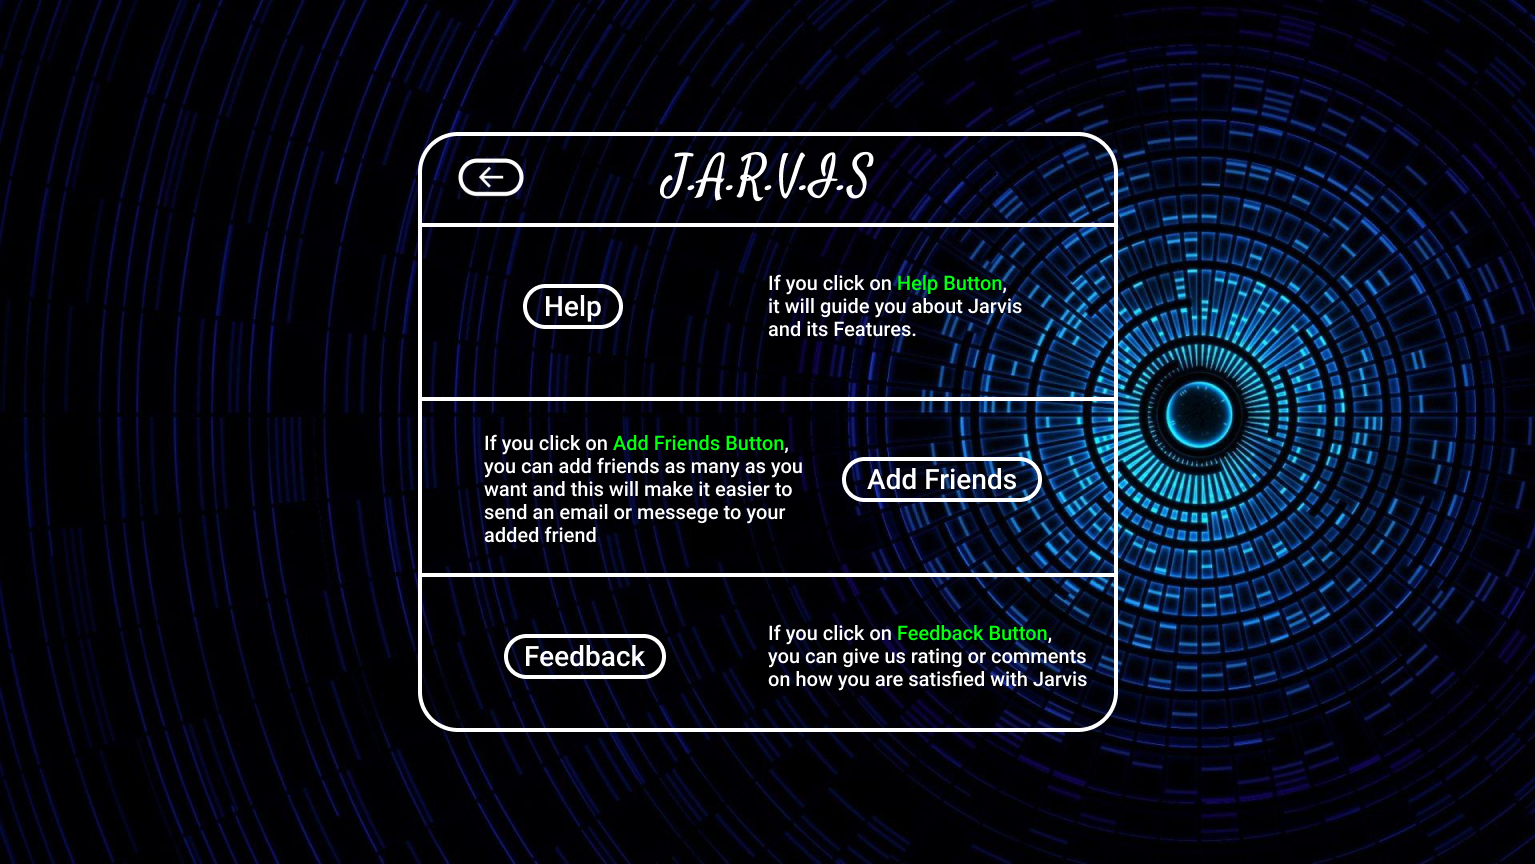 J.A.R.V.I.S
Help
If you click on Help Button,
it will guide you about Jarvis
and its Features.
If you click on Add Friends Button,
you can add friends as many as you
want and this will make it easier to
send an email or messege to your
added friend
Add Friends
Feedback
If you click on Feedback Button,
you can give us rating or comments
on how you are satisfied with Jarvis